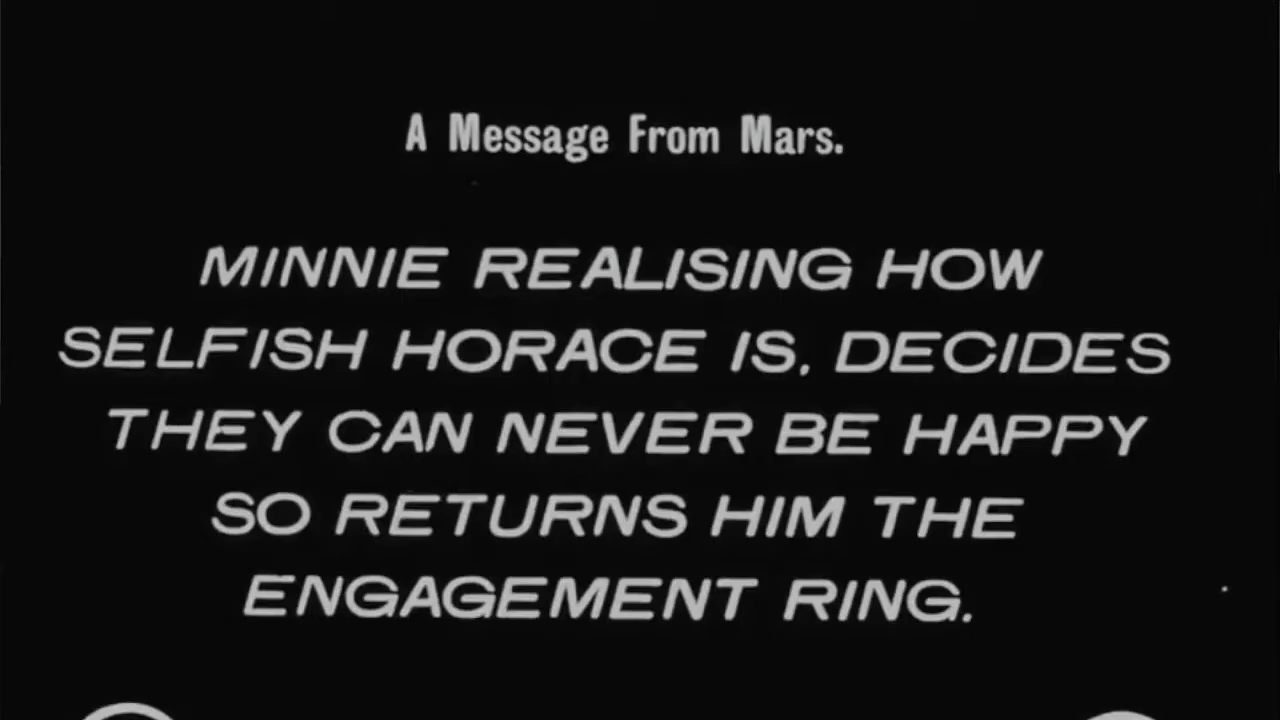 A Message From Mars.
MINNIE REALISING HOW
SELFISH HORACE IS, DECIDES
THEY CAN NEVER BE HAPPY
SO RETURNS HIM THE
ENGAGEMENT RING.